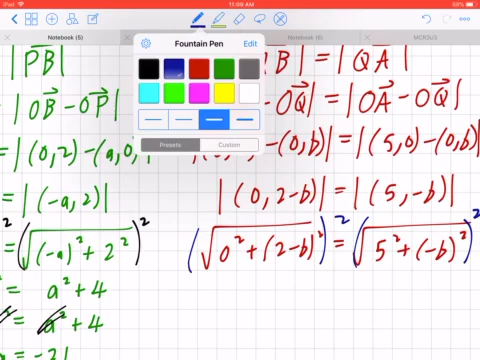 iPad
11:09 AM
69%
Notebook (5)
Notebook (6)
MCR3U3
Fountain Pen
Edit
Presets
Custom
|PB|
|OB - OP|
= |(0,2)-(a,0
= |(-a,2)|
= (√(-a)²+2²)²
= a²+4
= a²+4
= -21
B| = |QA|
-OQ| = |OA-OQ|
-(0,b)| = |(5,0)-(0,b)|
|(0,2-b)| = |(5,-b)|
(√0²+(2-b)²)² = (√5²+(-b)²)²